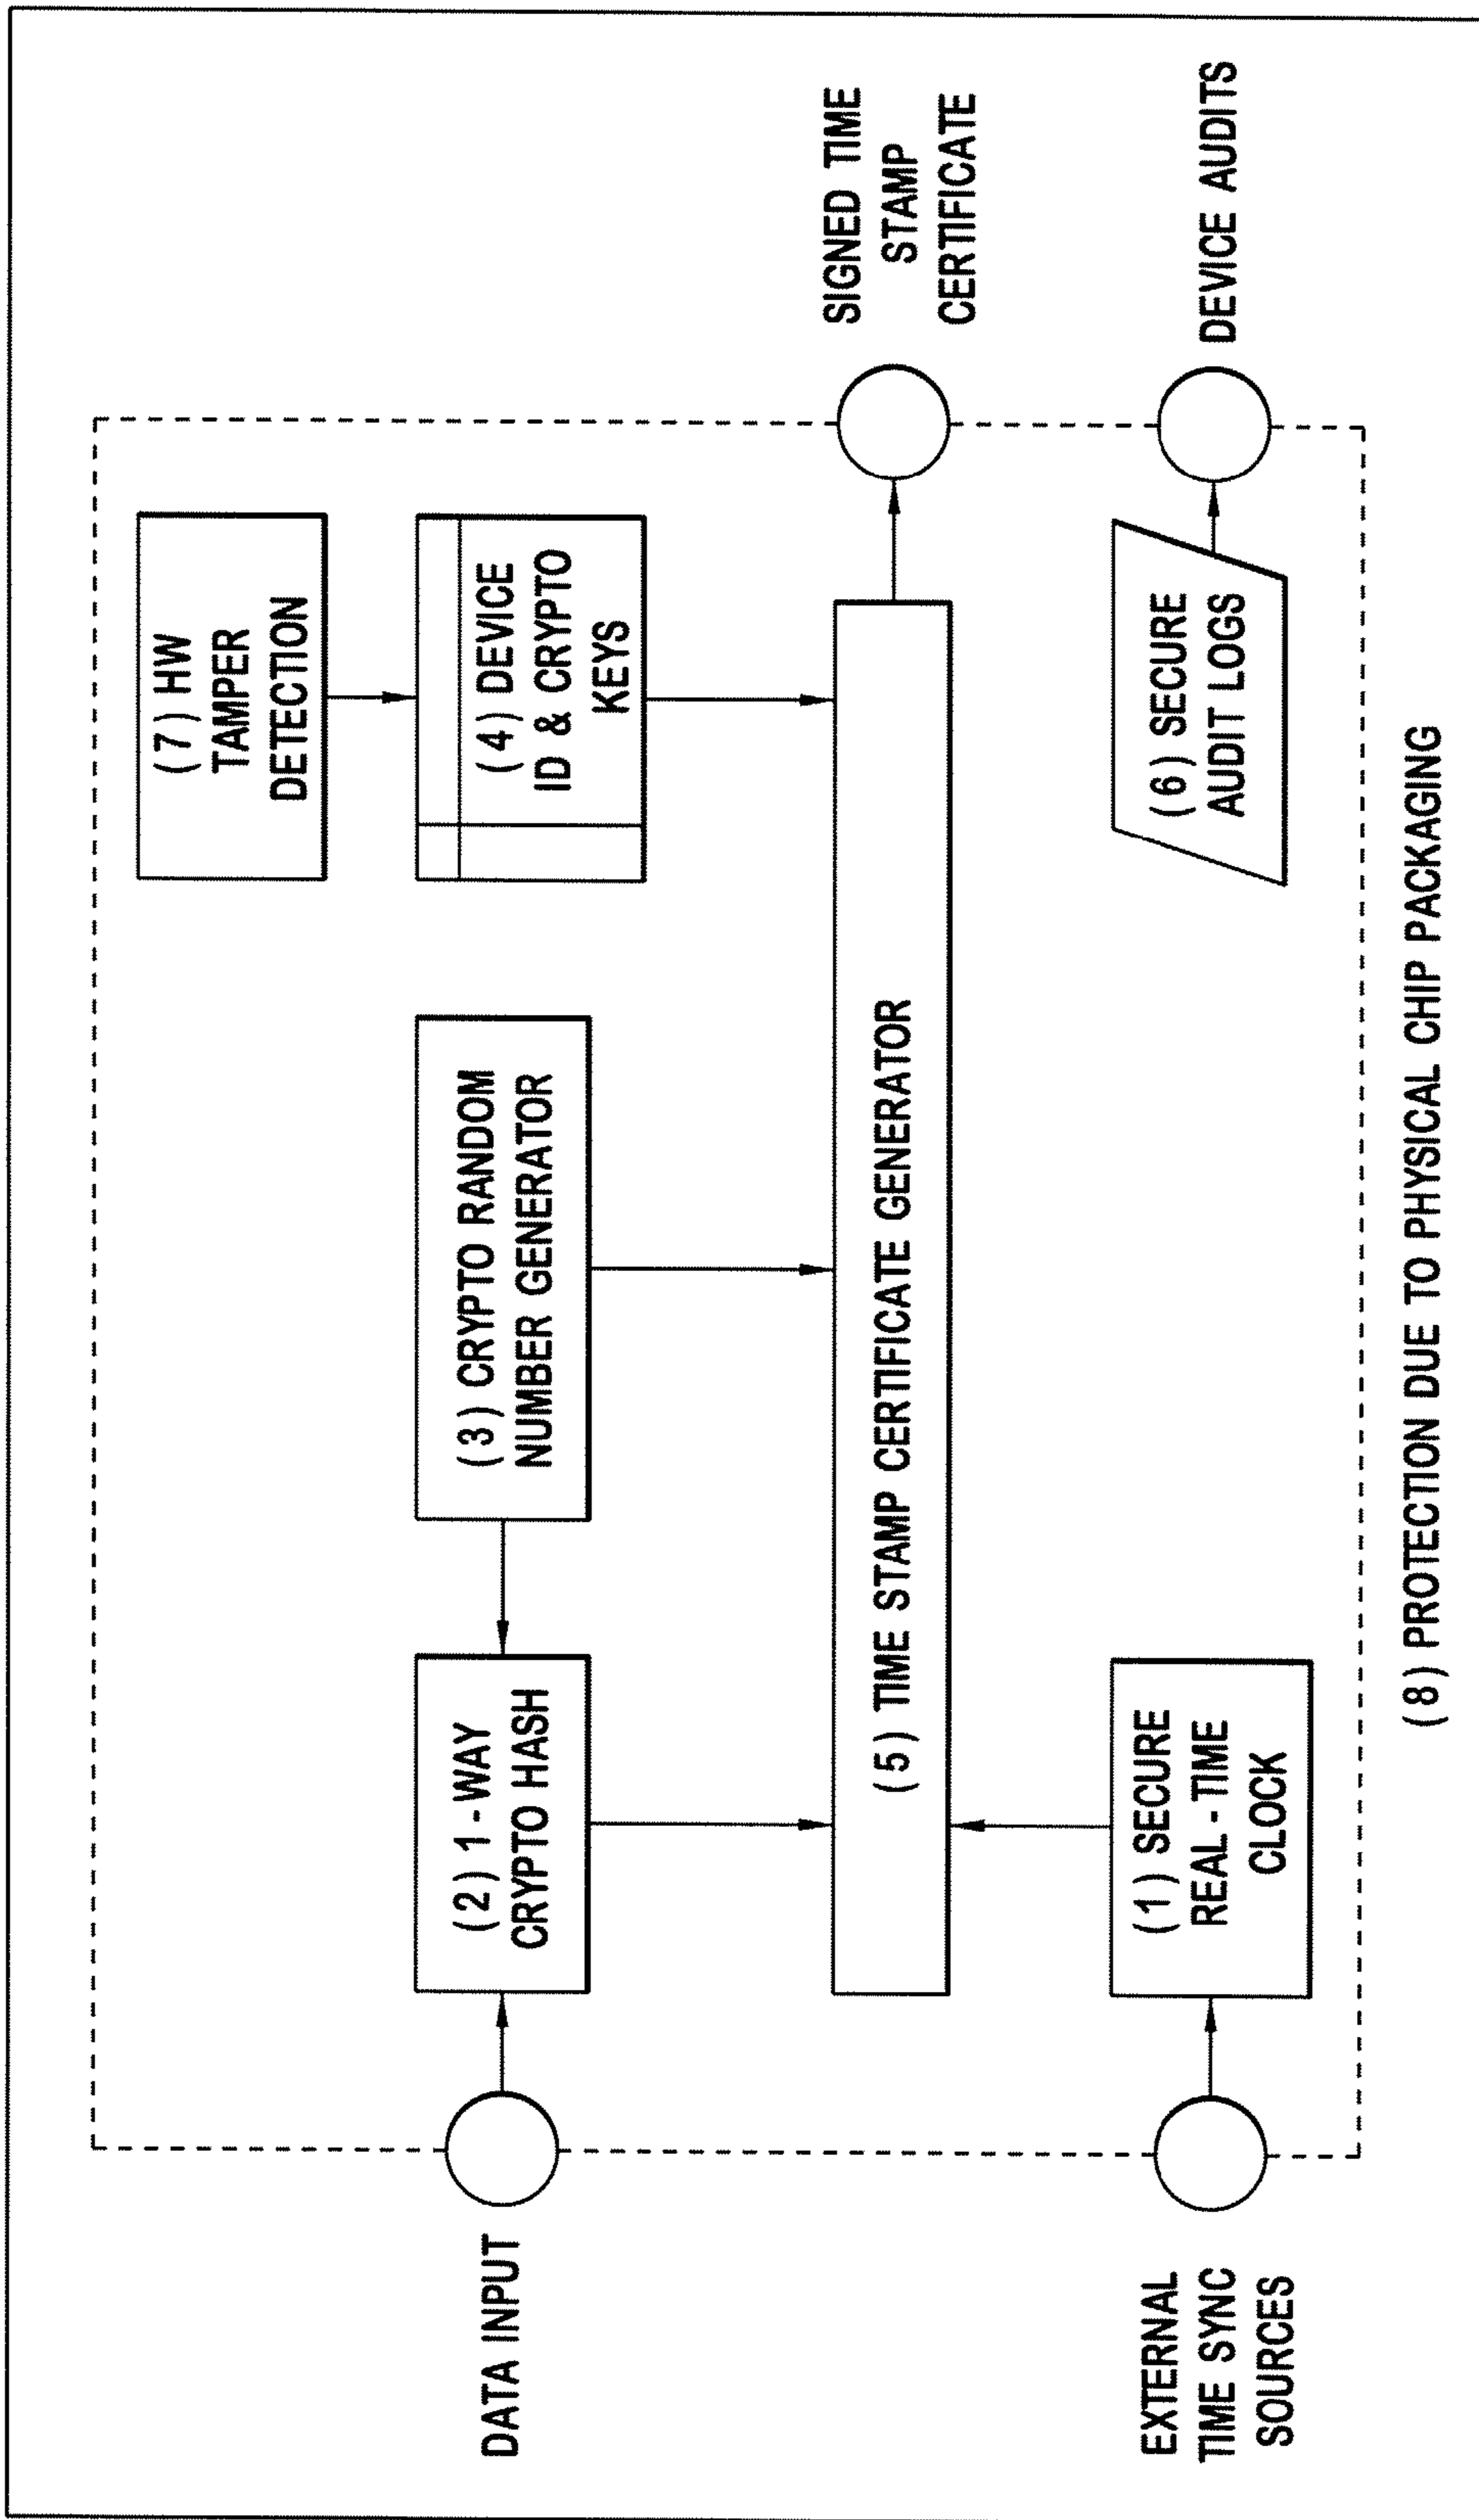 (7) HW
TAMPER
DETECTION
(2) 1-WAY
CRYPTO HASH
(3) CRYPTO RANDOM
NUMBER GENERATOR
(4) DEVICE
ID & CRYPTO
KEYS
DATA INPUT
SIGNED TIME
STAMP
CERTIFICATE
(5) TIME STAMP CERTIFICATE GENERATOR
EXTERNAL
TIME SYNC
SOURCES
(1) SECURE
REAL-TIME
CLOCK
(6) SECURE
AUDIT LOGS
DEVICE AUDITS
(8) PROTECTION DUE TO PHYSICAL CHIP PACKAGING